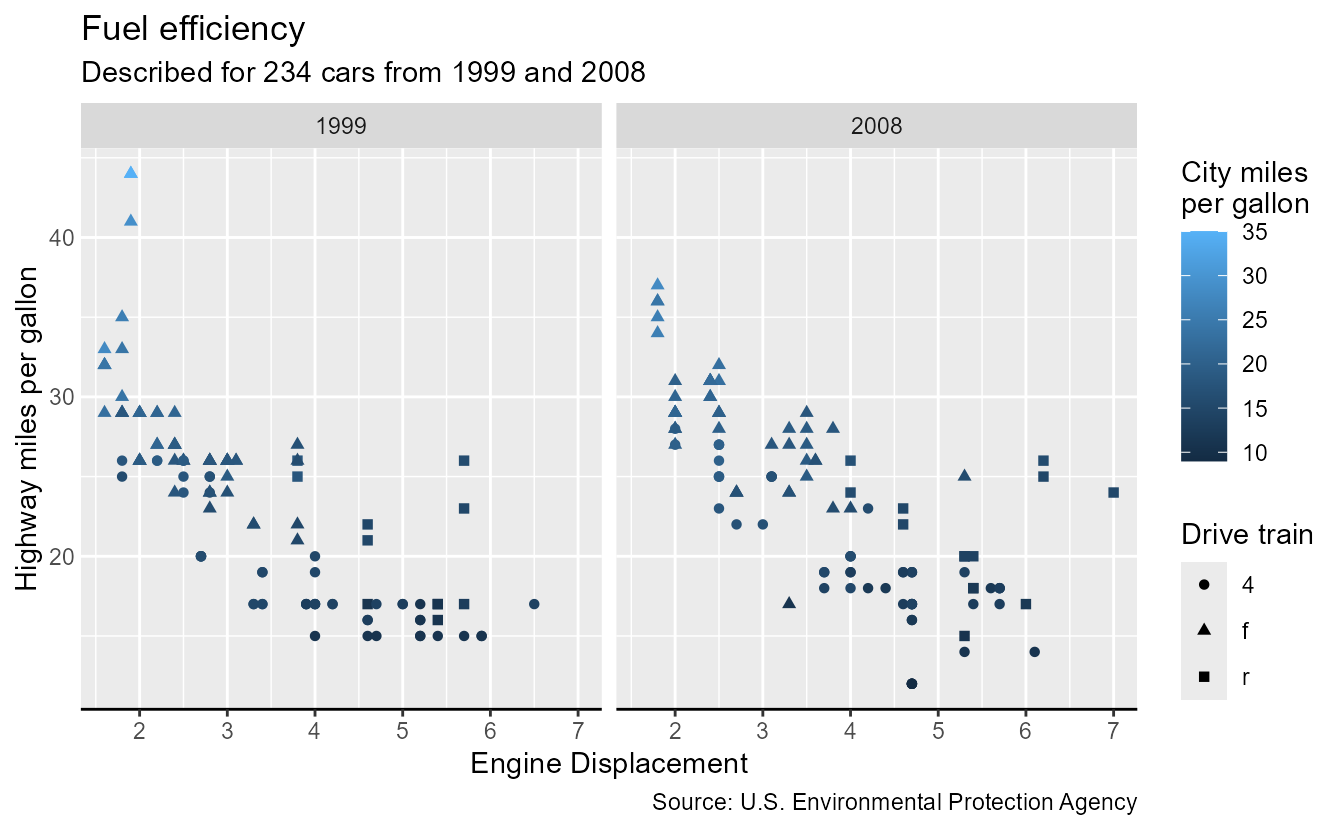 Fuel efficiency
Described for 234 cars from 1999 and 2008
1999
2008
Highway miles per gallon
40
30
20
2 3 4 5 6 7
2 3 4 5 6 7
Engine Displacement
Source: U.S. Environmental Protection Agency
City miles
per gallon
35
30
25
20
15
10
Drive train
4
f
r